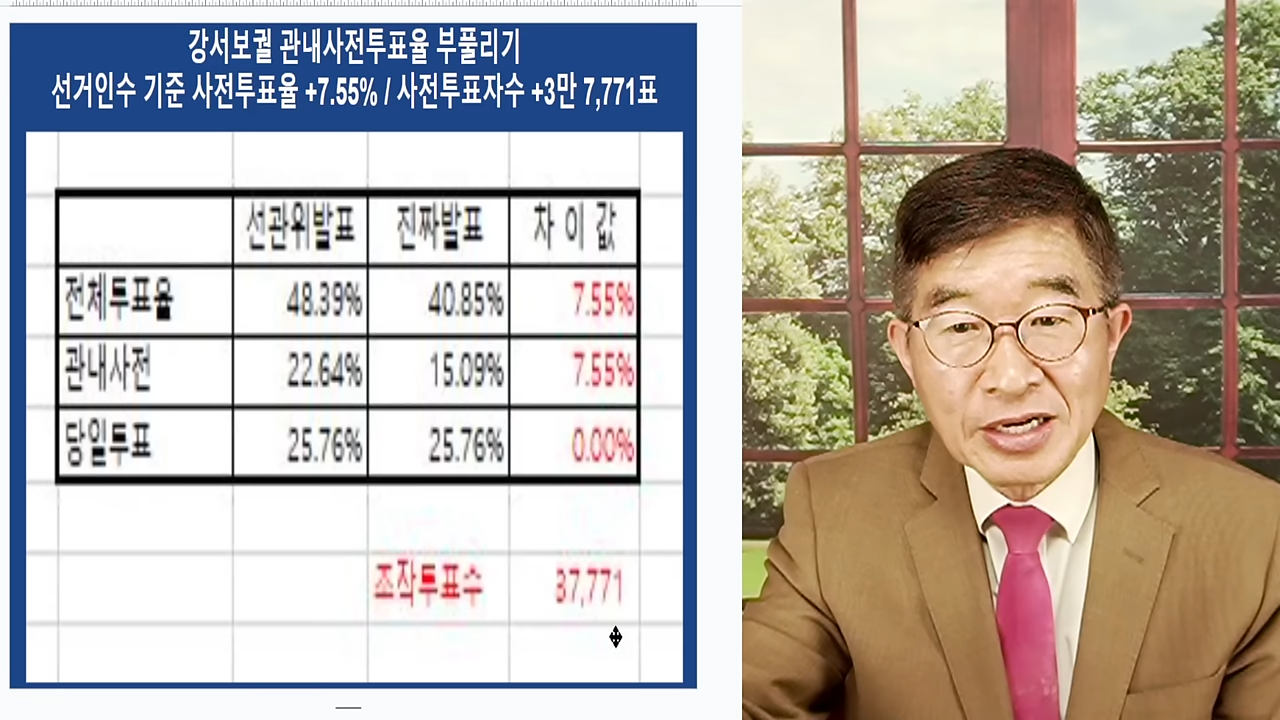 강서보궐 관내사전투표율 부풀리기
선거인수 기준 사전투표율 +7.55% / 사전투표자수 +3만 7,771표
선관위발표 진짜발표 차 이 값
전체투표율 48.39% 40.85% 7.55%
관내사전 22.64% 15.09% 7.55%
당일투표 25.76% 25.76% 0.00%
조작투표수 37,771